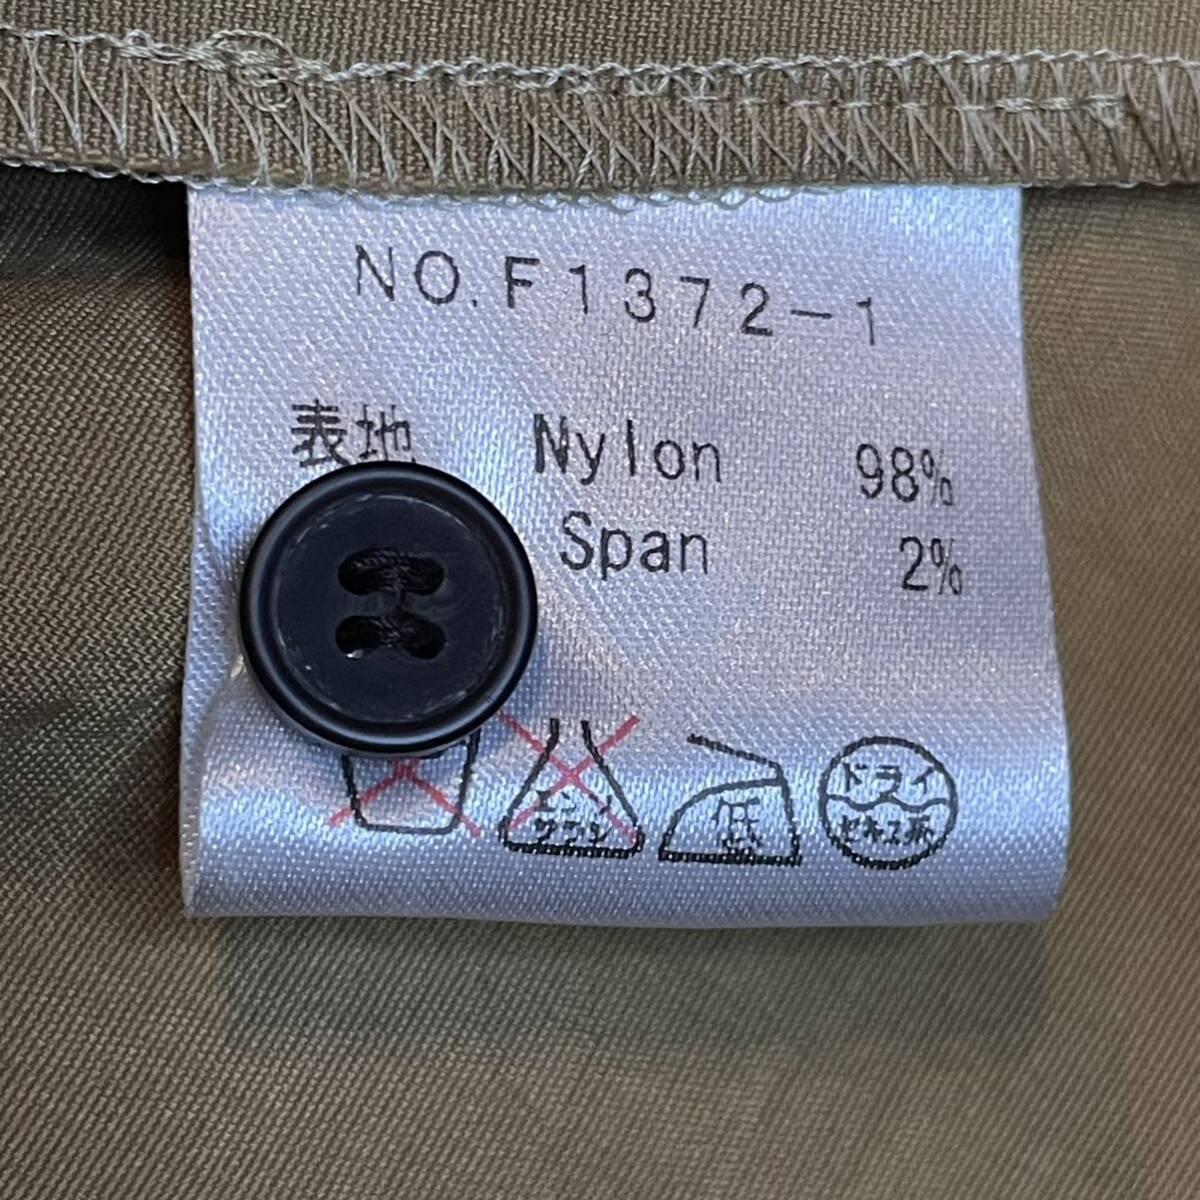 NO.F1372-1
表地 Nylon 98%
Span 2%
エンソ サラシ 低 ドライ セキユ系